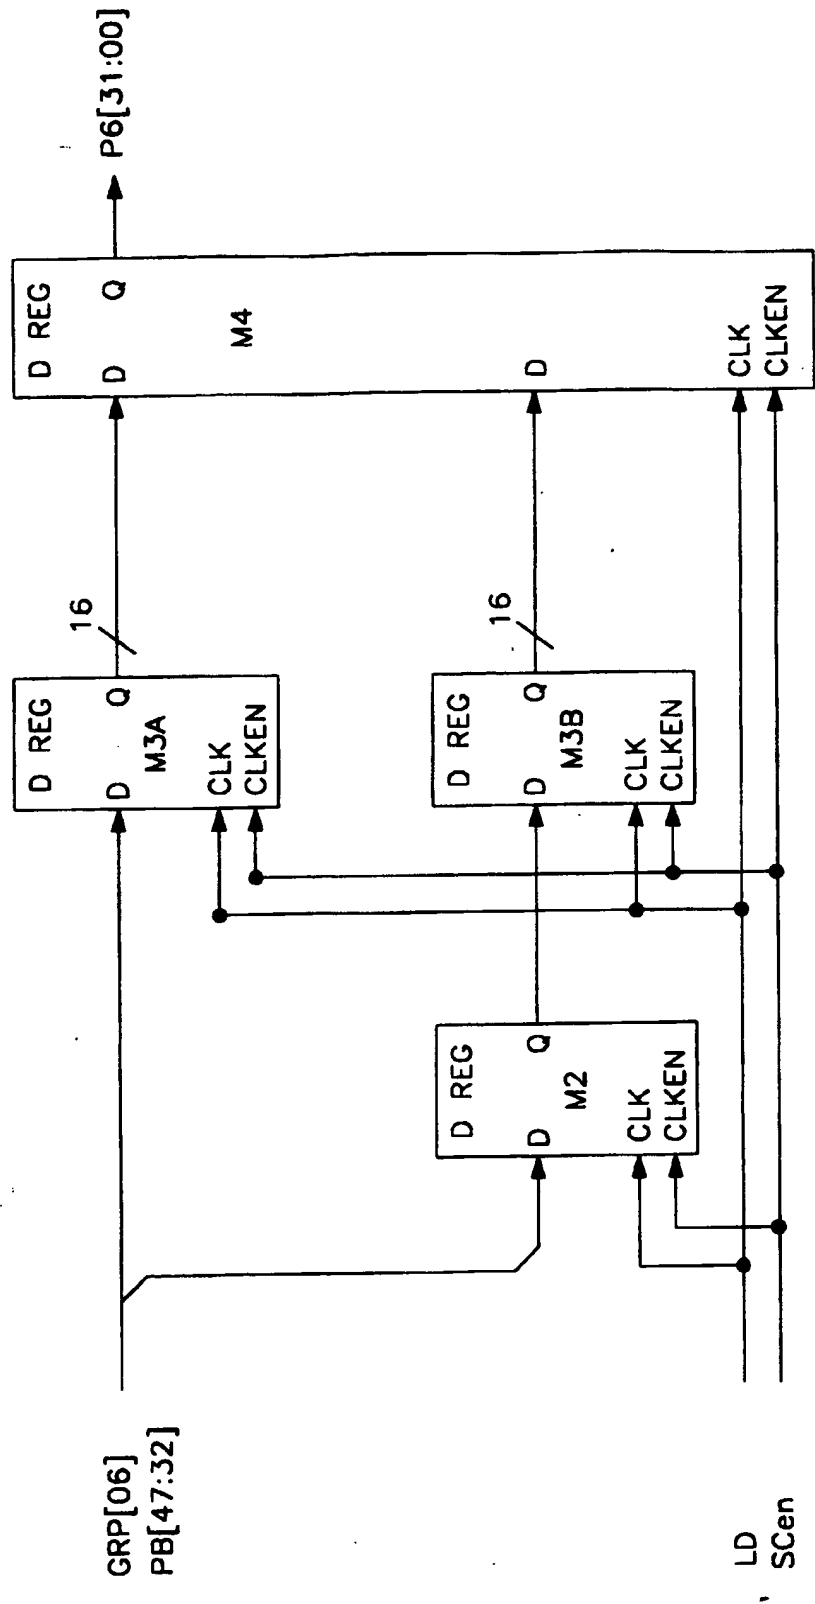 GRP[06]
PB[47:32]
D REG
D Q
M3A
CLK
CLKEN
16
D REG
D Q
M4
D
CLK
CLKEN
P6[31:00]
D REG
D Q
M2
CLK
CLKEN
D REG
D Q
M3B
CLK
CLKEN
16
LD
SCen